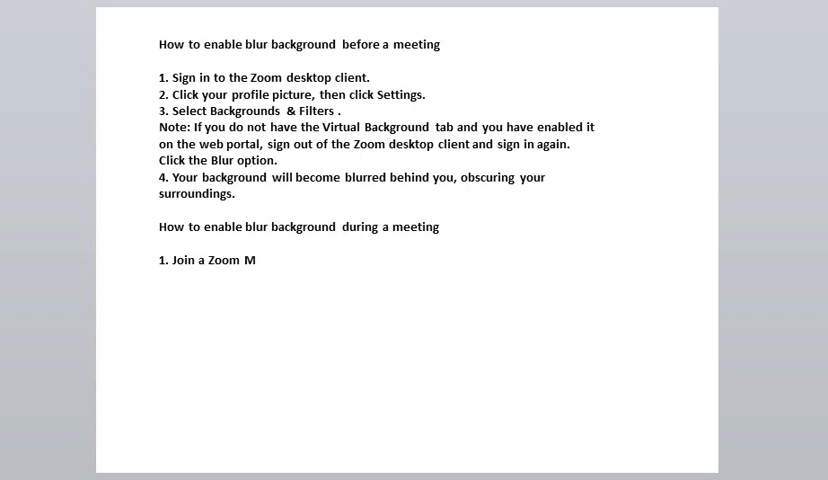 How to enable blur background before a meeting
1. Sign in to the Zoom desktop client.
2. Click your profile picture, then click Settings.
3. Select Backgrounds & Filters .
Note: If you do not have the Virtual Background tab and you have enabled it
on the web portal, sign out of the Zoom desktop client and sign in again.
Click the Blur option.
4. Your background will become blurred behind you, obscuring your
surroundings.
How to enable blur background during a meeting
1. Join a Zoom M